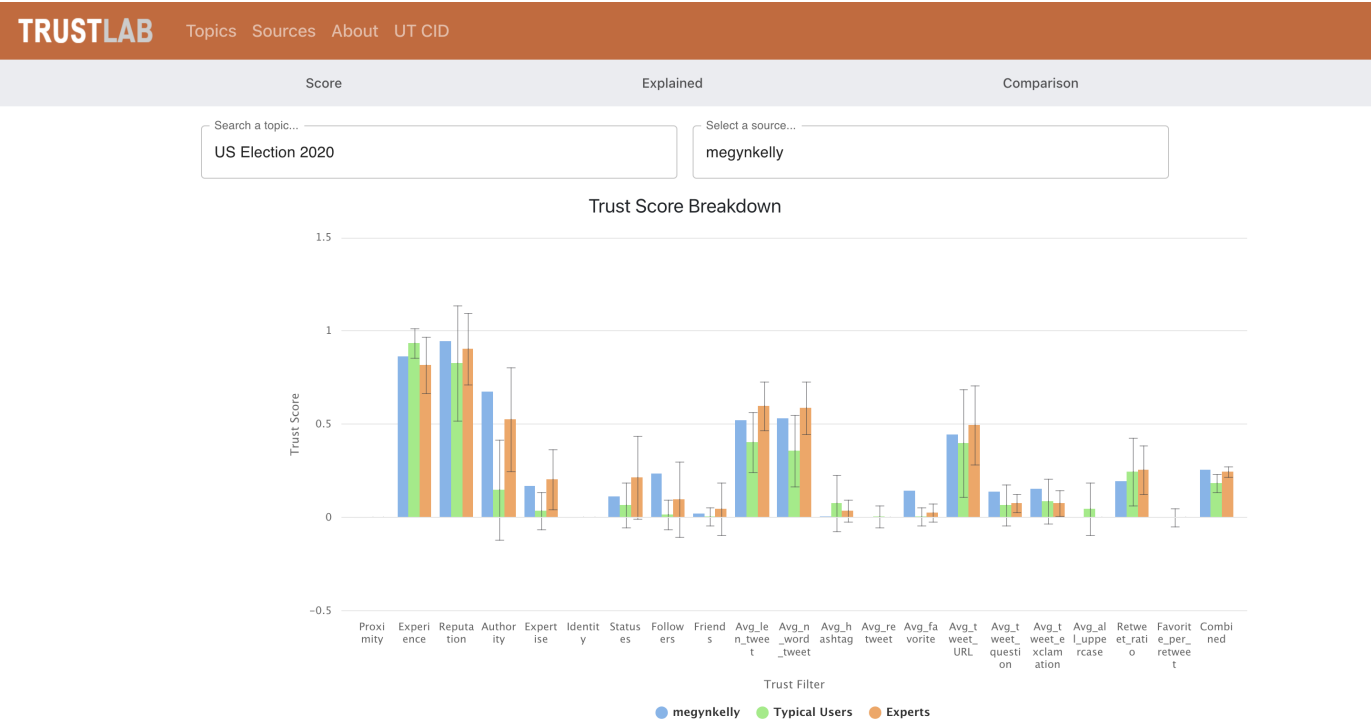 TRUSTLAB Topics Sources About UT CID
Score Explained Comparison
Search a topic... Select a source...
US Election 2020 megynkelly
Trust Score Breakdown
1.5
1
0.5
0
-0.5
Trust Score
Proxi
mity
Experi
ence
Reputa
tion
Author
ity
Expert
ise
Identit
y
Status
es
Follow
ers
Friend
s
Avg_le
n_twee
t
Avg_n
_word
_tweet
Avg_h
ashtag
Avg_re
tweet
Avg_fa
vorite
Avg_t
weet_
URL
Avg_t
weet_
questi
on
Avg_t
weet_e
xclam
ation
Avg_al
l_uppe
rcase
Retwe
et_rati
o
Favorit
e_per_
retwee
t
Combi
ned
Trust Filter
megynkelly Typical Users Experts